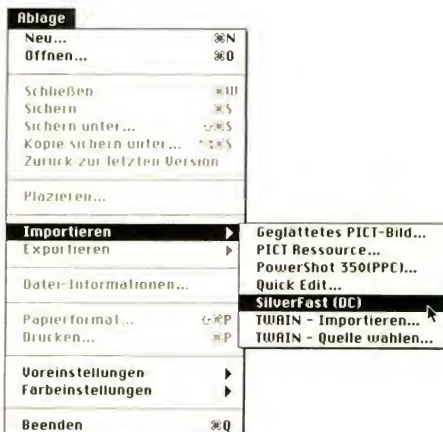 Ablage
Neu... ⌘N
Öffnen... ⌘O
Schließen ⌘W
Sichern ⌘S
Sichern unter... ⇧⌘S
Kopie sichern unter... ⌥⌘S
Zurück zur letzten Version
Plazieren...
Importieren
Exportieren
Datei-Informationen...
Papierformat... ⇧⌘P
Drucken... ⌘P
Voreinstellungen
Farbeinstellungen
Beenden ⌘Q
Geglättetes PICT-Bild...
PICT Ressource...
PowerShot 350(PPC)...
Quick Edit...
SilverFast (DC)
TWAIN - Importieren...
TWAIN - Quelle wählen...